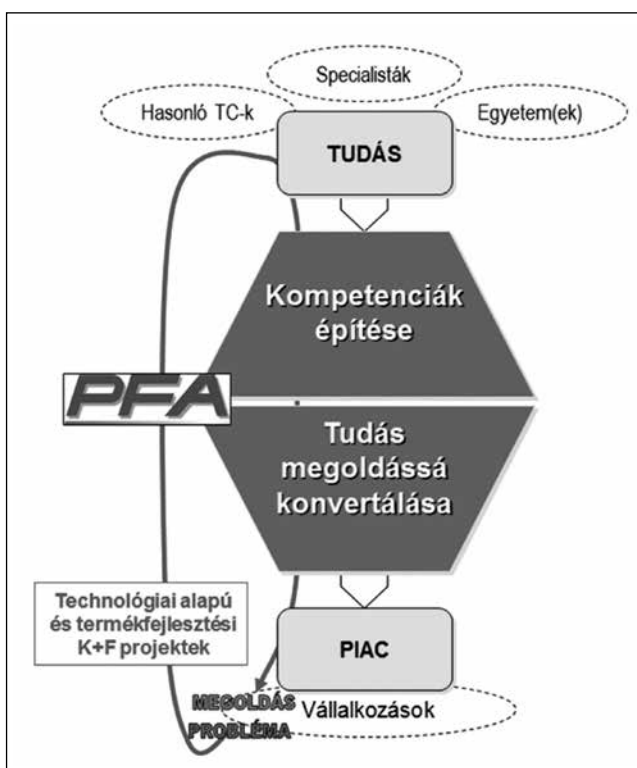 Specialisták
Hasonló TC-k
Egyetem(ek)
TUDÁS
Kompetenciák
építése
PFA
Tudás
megoldássá
konvertálása
Technológiai alapú
és termékfejlesztési
K+F projektek
PIAC
MEGOLDÁS
PROBLÉMA
Vállalkozások